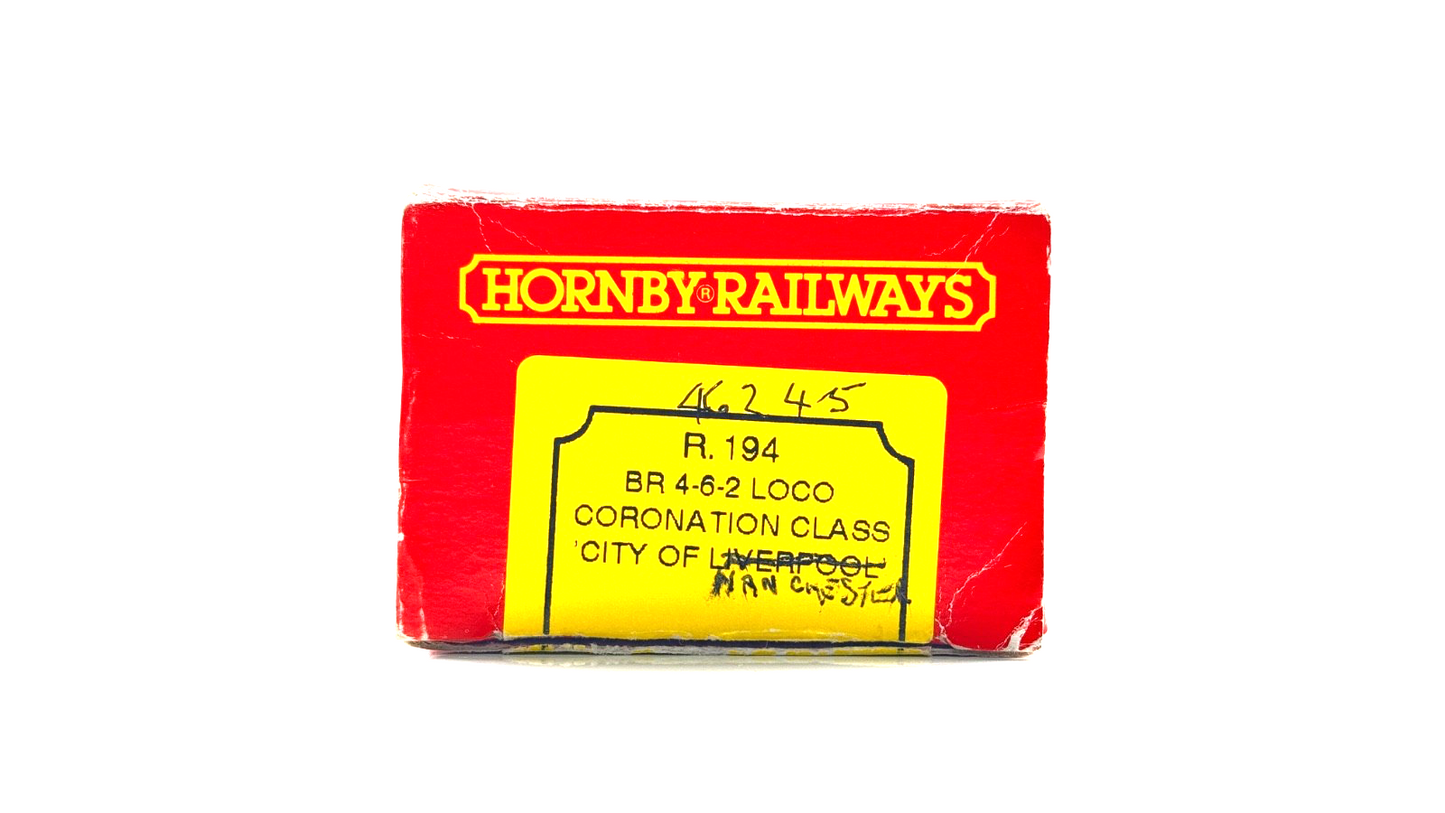 HORNBY®RAILWAYS
46245
R. 194
BR 4-6-2 LOCO
CORONATION CLASS
'CITY OF LIVERPOOL'
MANCHESTER